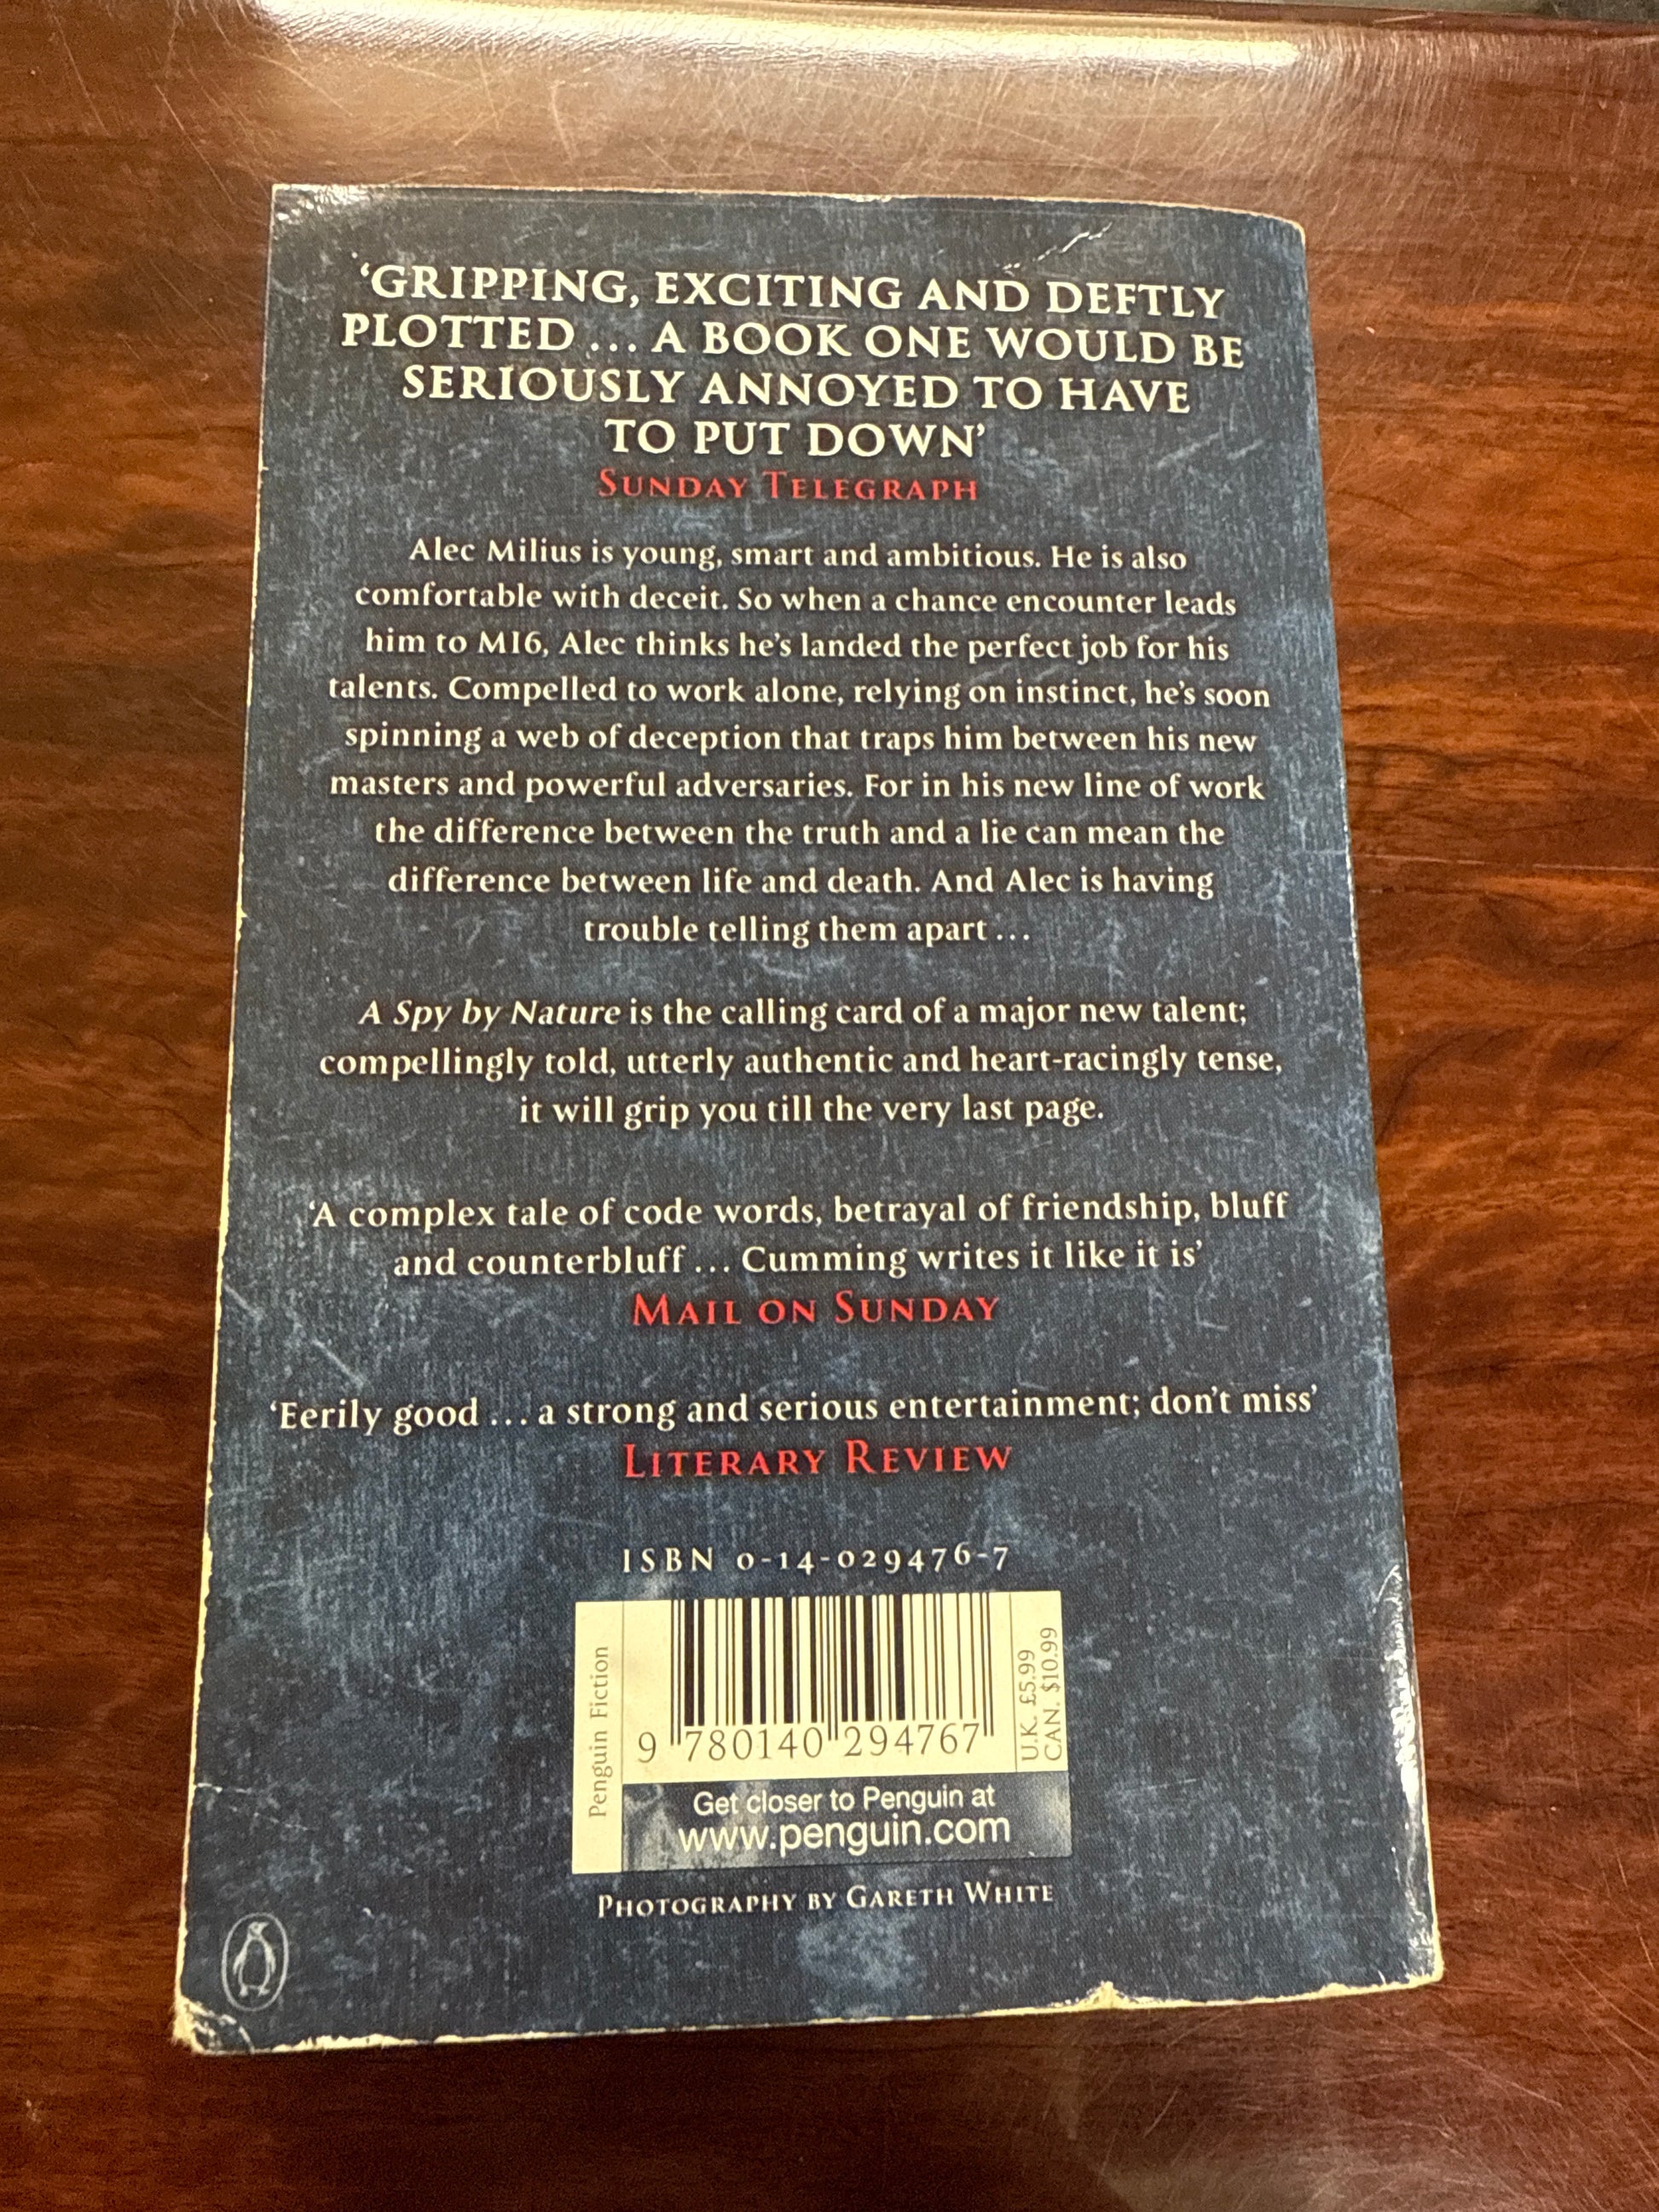 ‘GRIPPING, EXCITING AND DEFTLY
PLOTTED ... A BOOK ONE WOULD BE
SERIOUSLY ANNOYED TO HAVE
TO PUT DOWN’
SUNDAY TELEGRAPH
Alec Milius is young, smart and ambitious. He is also
comfortable with deceit. So when a chance encounter leads
him to MI6, Alec thinks he’s landed the perfect job for his
talents. Compelled to work alone, relying on instinct, he’s soon
spinning a web of deception that traps him between his new
masters and powerful adversaries. For in his new line of work
the difference between the truth and a lie can mean the
difference between life and death. And Alec is having
trouble telling them apart ...
A Spy by Nature is the calling card of a major new talent;
compellingly told, utterly authentic and heart-racingly tense,
it will grip you till the very last page.
‘A complex tale of code words, betrayal of friendship, bluff
and counterbluff ... Cumming writes it like it is’
MAIL ON SUNDAY
‘Eerily good ... a strong and serious entertainment; don’t miss’
LITERARY REVIEW
ISBN 0-14-029476-7
Penguin Fiction
9 780140 294767
U.K. £5.99
CAN. $10.99
Get closer to Penguin at
www.penguin.com
PHOTOGRAPHY BY GARETH WHITE